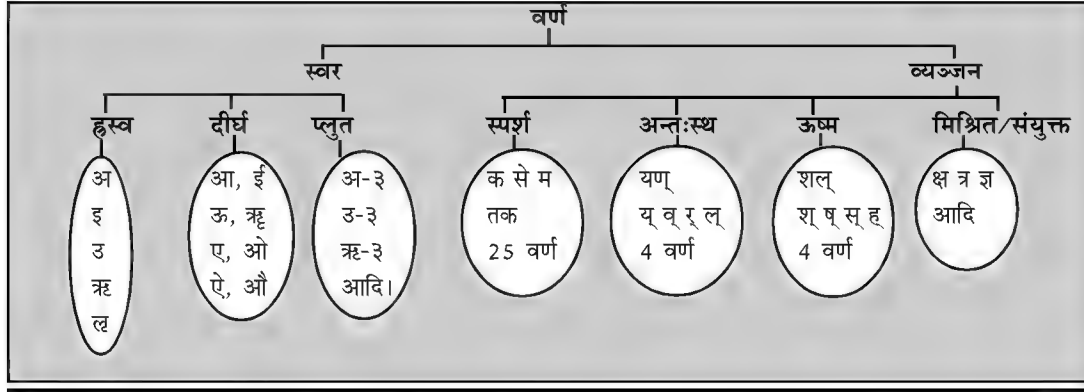 वर्ण
स्वर
व्यञ्जन
ह्रस्व
दीर्घ
प्लुत
स्पर्श
अन्तःस्थ
ऊष्म
मिश्रित/संयुक्त
अ
इ
उ
ऋ
लृ
आ, ई
ऊ, ॠ
ए, ओ
ऐ, औ
अ-३
उ-३
ऋ-३
आदि।
क से म
तक
25 वर्ण
यण्
य् व् र् ल्
4 वर्ण
शल्
श् ष् स् ह्
4 वर्ण
क्ष त्र ज्ञ
आदि